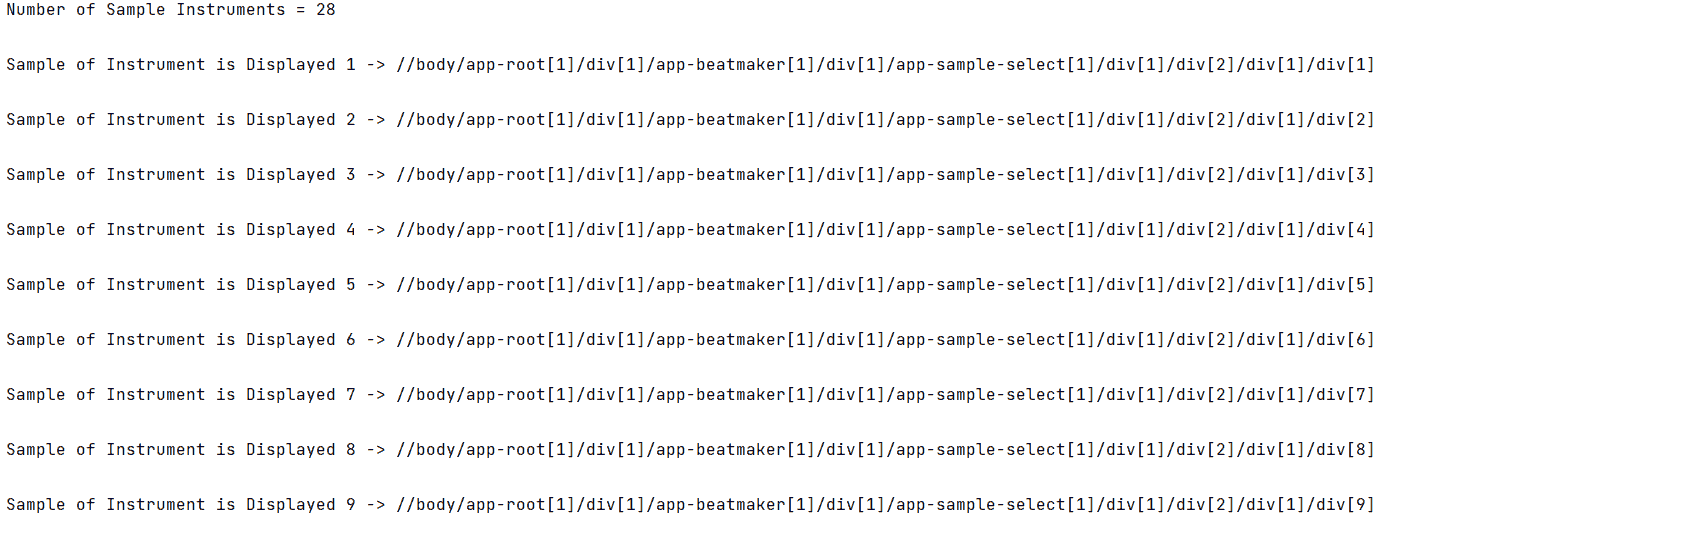 Number of Sample Instruments = 28
Sample of Instrument is Displayed 1 -> //body/app-root[1]/div[1]/app-beatmaker[1]/div[1]/app-sample-select[1]/div[1]/div[2]/div[1]/div[1]
Sample of Instrument is Displayed 2 -> //body/app-root[1]/div[1]/app-beatmaker[1]/div[1]/app-sample-select[1]/div[1]/div[2]/div[1]/div[2]
Sample of Instrument is Displayed 3 -> //body/app-root[1]/div[1]/app-beatmaker[1]/div[1]/app-sample-select[1]/div[1]/div[2]/div[1]/div[3]
Sample of Instrument is Displayed 4 -> //body/app-root[1]/div[1]/app-beatmaker[1]/div[1]/app-sample-select[1]/div[1]/div[2]/div[1]/div[4]
Sample of Instrument is Displayed 5 -> //body/app-root[1]/div[1]/app-beatmaker[1]/div[1]/app-sample-select[1]/div[1]/div[2]/div[1]/div[5]
Sample of Instrument is Displayed 6 -> //body/app-root[1]/div[1]/app-beatmaker[1]/div[1]/app-sample-select[1]/div[1]/div[2]/div[1]/div[6]
Sample of Instrument is Displayed 7 -> //body/app-root[1]/div[1]/app-beatmaker[1]/div[1]/app-sample-select[1]/div[1]/div[2]/div[1]/div[7]
Sample of Instrument is Displayed 8 -> //body/app-root[1]/div[1]/app-beatmaker[1]/div[1]/app-sample-select[1]/div[1]/div[2]/div[1]/div[8]
Sample of Instrument is Displayed 9 -> //body/app-root[1]/div[1]/app-beatmaker[1]/div[1]/app-sample-select[1]/div[1]/div[2]/div[1]/div[9]